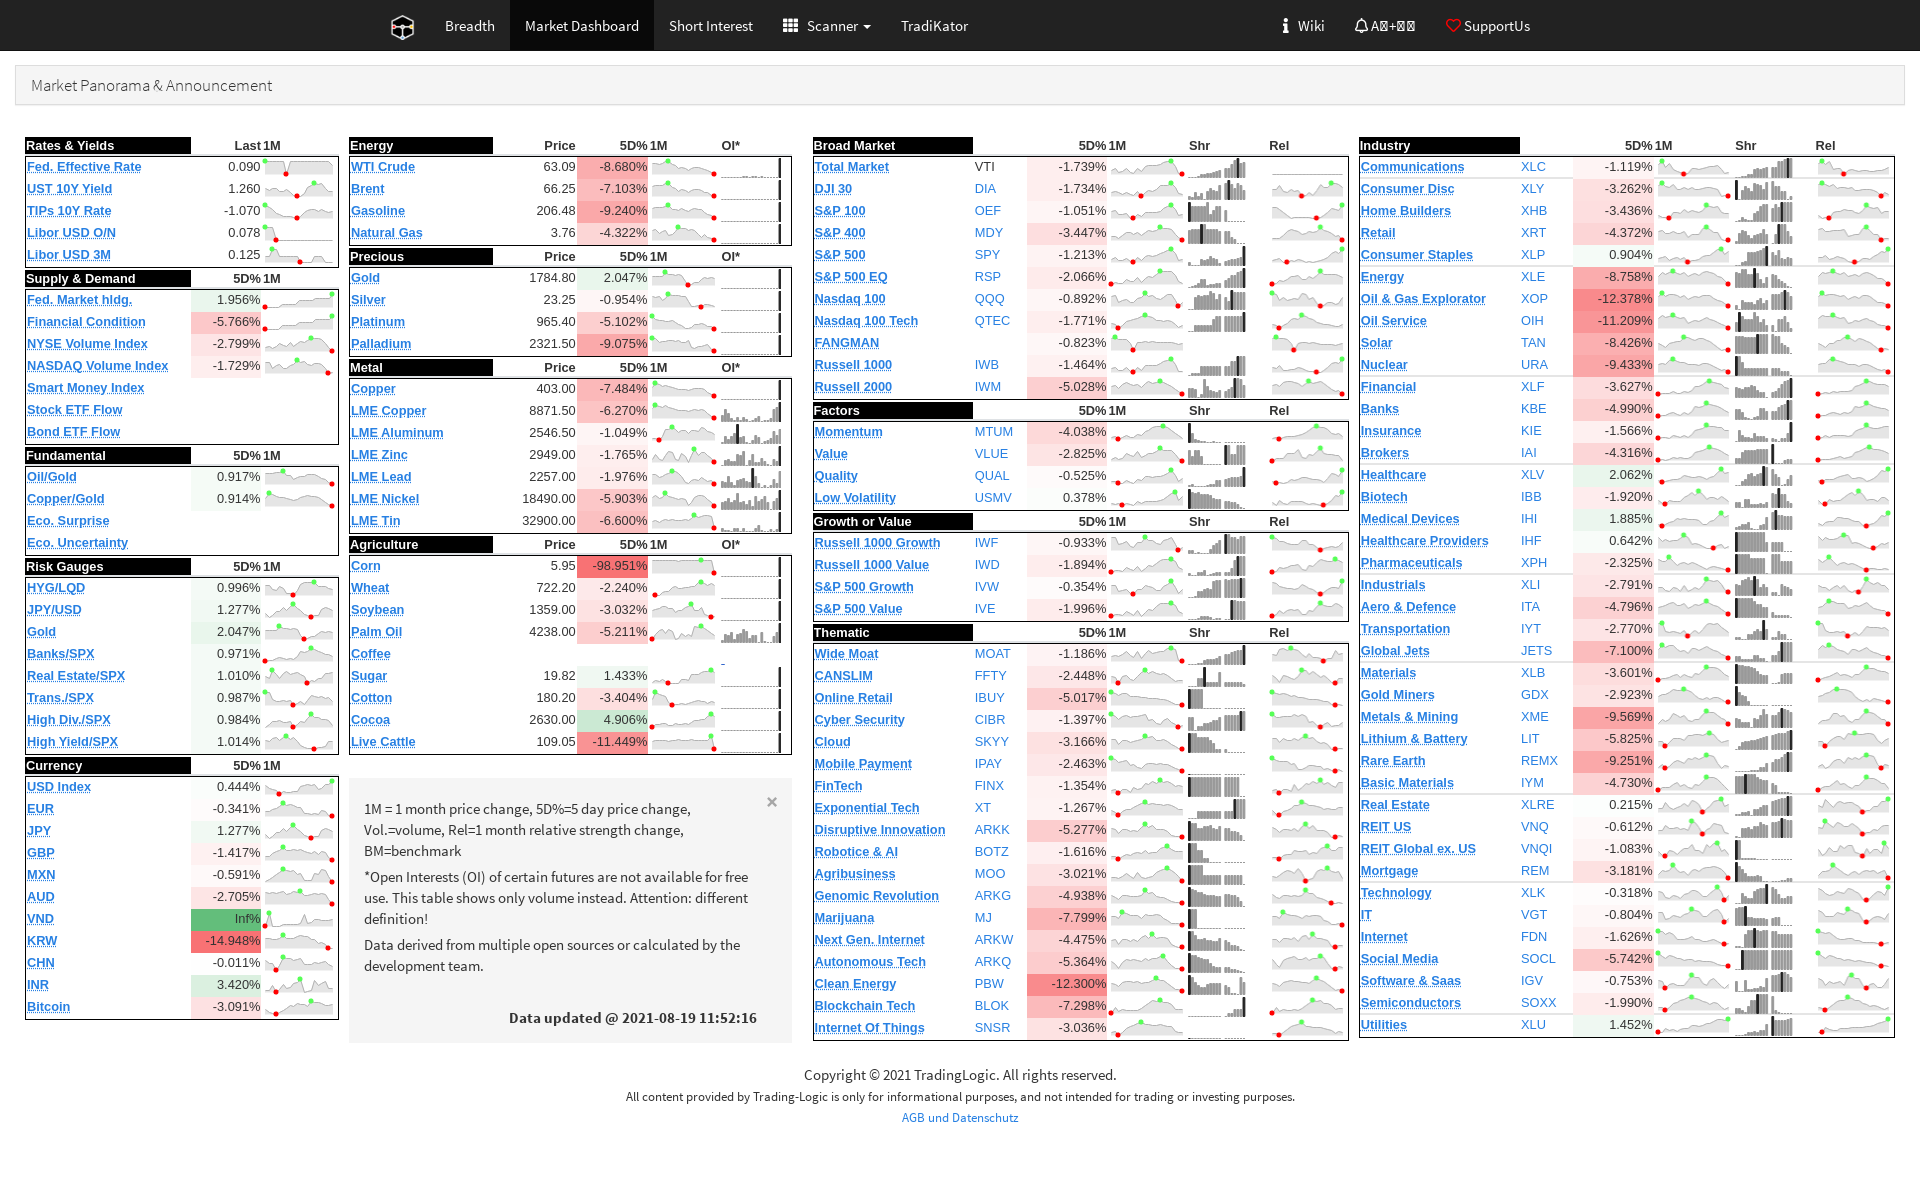 Breadth
Market Dashboard
Short Interest
Scanner
TradiKator
Wiki
SupportUs
Market Panorama & Announcement
Rates & Yields Last 1M
Fed. Effective Rate 0.090
UST 10Y Yield 1.260
TIPs 10Y Rate -1.070
Libor USD O/N 0.078
Libor USD 3M 0.125
Supply & Demand 5D% 1M
Fed. Market hldg. 1.956%
Financial Condition -5.766%
NYSE Volume Index -2.799%
NASDAQ Volume Index -1.729%
Smart Money Index
Stock ETF Flow
Bond ETF Flow
Fundamental 5D% 1M
Oil/Gold 0.917%
Copper/Gold 0.914%
Eco. Surprise
Eco. Uncertainty
Risk Gauges 5D% 1M
HYG/LQD 0.996%
JPY/USD 1.277%
Gold 2.047%
Banks/SPX 0.971%
Real Estate/SPX 1.010%
Trans./SPX 0.987%
High Div./SPX 0.984%
High Yield/SPX 1.014%
Currency 5D% 1M
USD Index 0.444%
EUR -0.341%
JPY 1.277%
GBP -1.417%
MXN -0.591%
AUD -2.705%
VND Inf%
KRW -14.948%
CHN -0.011%
INR 3.420%
Bitcoin -3.091%
Energy Price 5D% 1M OI*
WTI Crude 63.09 -8.680%
Brent 66.25 -7.103%
Gasoline 206.48 -9.240%
Natural Gas 3.76 -4.322%
Precious Price 5D% 1M OI*
Gold 1784.80 2.047%
Silver 23.25 -0.954%
Platinum 965.40 -5.102%
Palladium 2321.50 -9.075%
Metal Price 5D% 1M OI*
Copper 403.00 -7.484%
LME Copper 8871.50 -6.270%
LME Aluminum 2546.50 -1.049%
LME Zinc 2949.00 -1.765%
LME Lead 2257.00 -1.976%
LME Nickel 18490.00 -5.903%
LME Tin 32900.00 -6.600%
Agriculture Price 5D% 1M OI*
Corn 5.95 -98.951%
Wheat 722.20 -2.240%
Soybean 1359.00 -3.032%
Palm Oil 4238.00 -5.211%
Coffee -
Sugar 19.82 1.433%
Cotton 180.20 -3.404%
Cocoa 2630.00 4.906%
Live Cattle 109.05 -11.449%
×
1M = 1 month price change, 5D%=5 day price change,
Vol.=volume, Rel=1 month relative strength change,
BM=benchmark
*Open Interests (OI) of certain futures are not available for free
use. This table shows only volume instead. Attention: different
definition!
Data derived from multiple open sources or calculated by the
development team.
Data updated @ 2021-08-19 11:52:16
Broad Market 5D% 1M Shr Rel
Total Market VTI -1.739%
DJI 30 DIA -1.734%
S&P 100 OEF -1.051%
S&P 400 MDY -3.447%
S&P 500 SPY -1.213%
S&P 500 EQ RSP -2.066%
Nasdaq 100 QQQ -0.892%
Nasdaq 100 Tech QTEC -1.771%
FANGMAN -0.823%
Russell 1000 IWB -1.464%
Russell 2000 IWM -5.028%
Factors 5D% 1M Shr Rel
Momentum MTUM -4.038%
Value VLUE -2.825%
Quality QUAL -0.525%
Low Volatility USMV 0.378%
Growth or Value 5D% 1M Shr Rel
Russell 1000 Growth IWF -0.933%
Russell 1000 Value IWD -1.894%
S&P 500 Growth IVW -0.354%
S&P 500 Value IVE -1.996%
Thematic 5D% 1M Shr Rel
Wide Moat MOAT -1.186%
CANSLIM FFTY -2.448%
Online Retail IBUY -5.017%
Cyber Security CIBR -1.397%
Cloud SKYY -3.166%
Mobile Payment IPAY -2.463%
FinTech FINX -1.354%
Exponential Tech XT -1.267%
Disruptive Innovation ARKK -5.277%
Robotice & AI BOTZ -1.616%
Agribusiness MOO -3.021%
Genomic Revolution ARKG -4.938%
Marijuana MJ -7.799%
Next Gen. Internet ARKW -4.475%
Autonomous Tech ARKQ -5.364%
Clean Energy PBW -12.300%
Blockchain Tech BLOK -7.298%
Internet Of Things SNSR -3.036%
Industry 5D% 1M Shr Rel
Communications XLC -1.119%
Consumer Disc XLY -3.262%
Home Builders XHB -3.436%
Retail XRT -4.372%
Consumer Staples XLP 0.904%
Energy XLE -8.758%
Oil & Gas Explorator XOP -12.378%
Oil Service OIH -11.209%
Solar TAN -8.426%
Nuclear URA -9.433%
Financial XLF -3.627%
Banks KBE -4.990%
Insurance KIE -1.566%
Brokers IAI -4.316%
Healthcare XLV 2.062%
Biotech IBB -1.920%
Medical Devices IHI 1.885%
Healthcare Providers IHF 0.642%
Pharmaceuticals XPH -2.325%
Industrials XLI -2.791%
Aero & Defence ITA -4.796%
Transportation IYT -2.770%
Global Jets JETS -7.100%
Materials XLB -3.601%
Gold Miners GDX -2.923%
Metals & Mining XME -9.569%
Lithium & Battery LIT -5.825%
Rare Earth REMX -9.251%
Basic Materials IYM -4.730%
Real Estate XLRE 0.215%
REIT US VNQ -0.612%
REIT Global ex. US VNQI -1.083%
Mortgage REM -3.181%
Technology XLK -0.318%
IT VGT -0.804%
Internet FDN -1.626%
Social Media SOCL -5.742%
Software & Saas IGV -0.753%
Semiconductors SOXX -1.990%
Utilities XLU 1.452%
Copyright © 2021 TradingLogic. All rights reserved.
All content provided by Trading-Logic is only for informational purposes, and not intended for trading or investing purposes.
AGB und Datenschutz